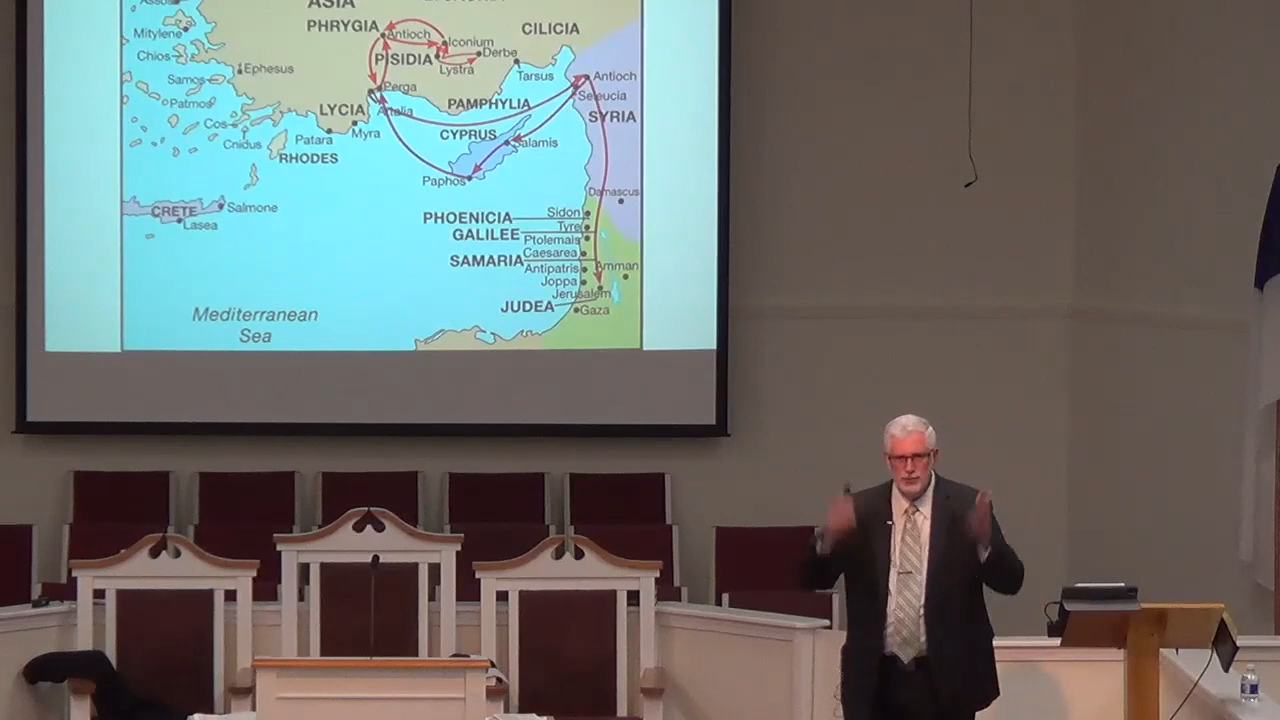 ASIA
PHRYGIA
Antioch
CILICIA
Mitylene
Iconium
Chios
PISIDIA
Derbe
Lystra
Ephesus
Tarsus
Antioch
Samos
Perga
Seleucia
Patmos
LYCIA
Attalia
PAMPHYLIA
SYRIA
Cos
Myra
CYPRUS
Cnidus
Patara
Salamis
RHODES
Paphos
Damascus
CRETE
Salmone
PHOENICIA
Sidon
Lasea
Tyre
GALILEE
Ptolemais
Caesarea
SAMARIA
Antipatris
Amman
Joppa
Jerusalem
JUDEA
Gaza
Mediterranean
Sea